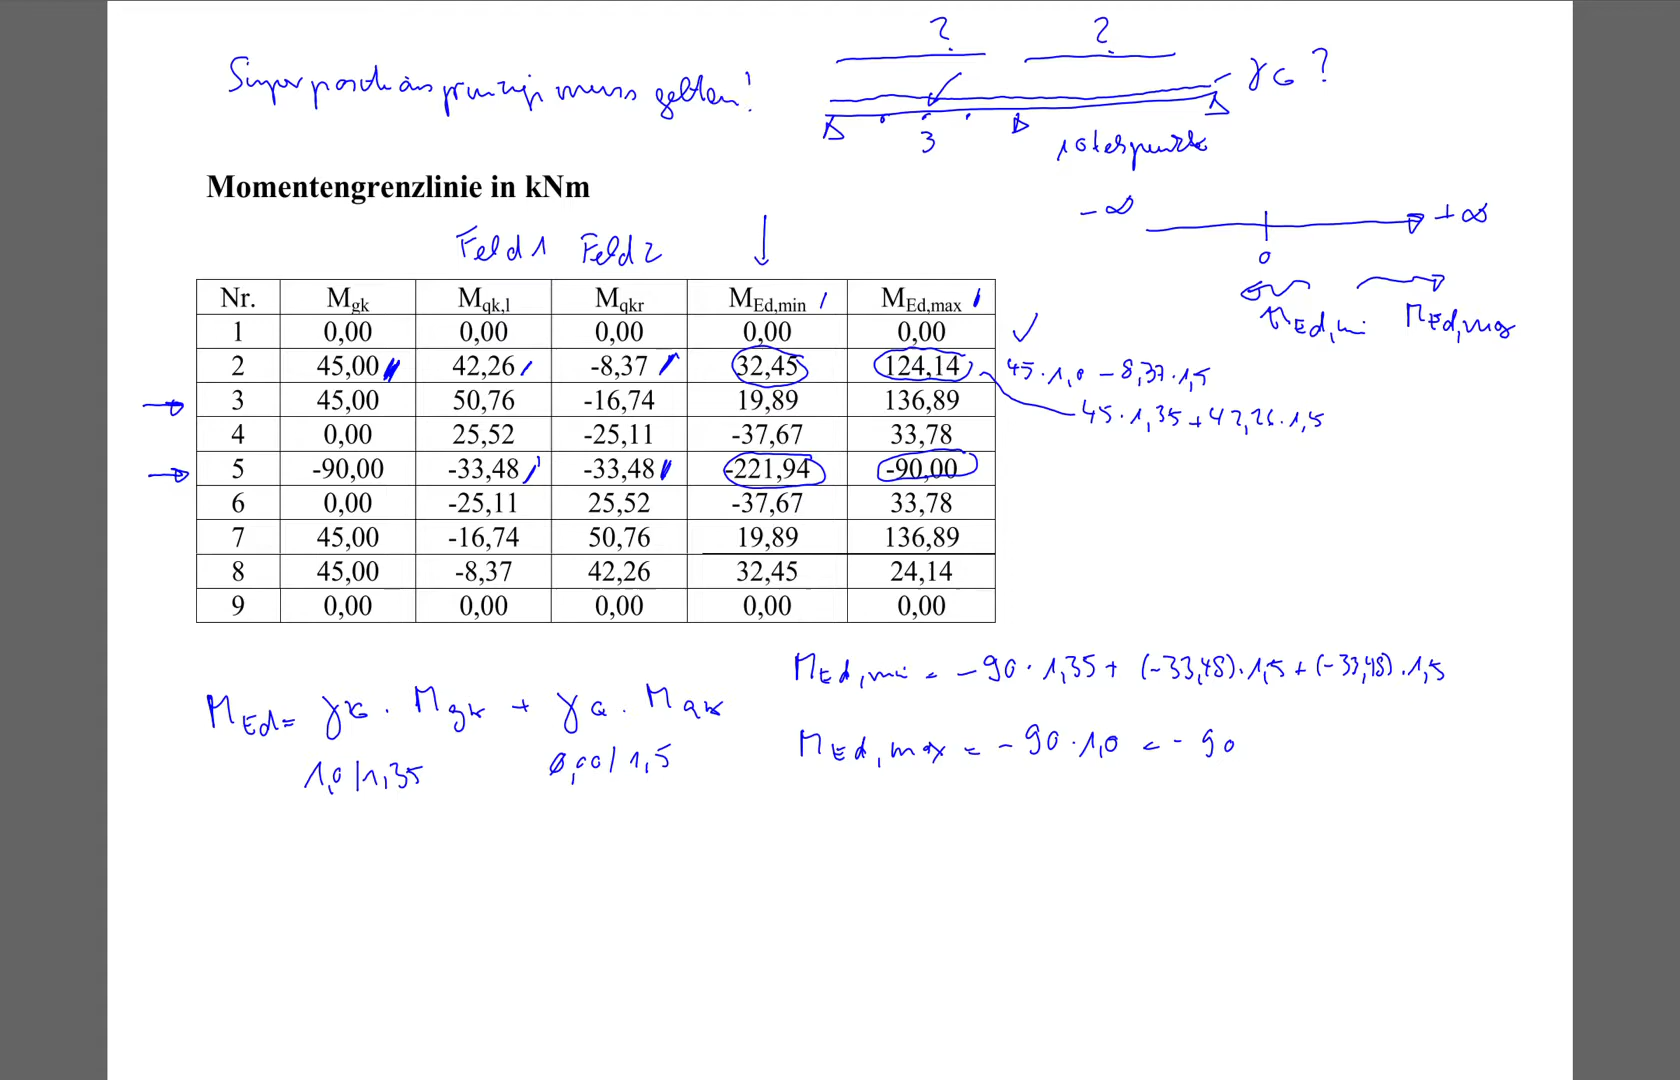 ? ?
Superpositionsprinzip muss gelten! γG ?
3 10telspunkte
Momentengrenzlinie in kNm
-∞ +∞
0
Feld 1 Feld 2
MEd,min MEd,max
Nr. Mgk Mqk,l Mqkr MEd,min MEd,max
1 0,00 0,00 0,00 0,00 0,00
2 45,00 42,26 -8,37 32,45 124,14 45·1,0 - 8,37·1,5
45·1,35 + 42,26·1,5
3 45,00 50,76 -16,74 19,89 136,89
4 0,00 25,52 -25,11 -37,67 33,78
5 -90,00 -33,48 -33,48 -221,94 -90,00
6 0,00 -25,11 25,52 -37,67 33,78
7 45,00 -16,74 50,76 19,89 136,89
8 45,00 -8,37 42,26 32,45 24,14
9 0,00 0,00 0,00 0,00 0,00
MEd,min = -90·1,35 + (-33,48)·1,5 + (-33,48)·1,5
MEd = γG · Mgk + γQ · Mqk
1,0/1,35 0,00/1,5
MEd,max = -90·1,0 = -90